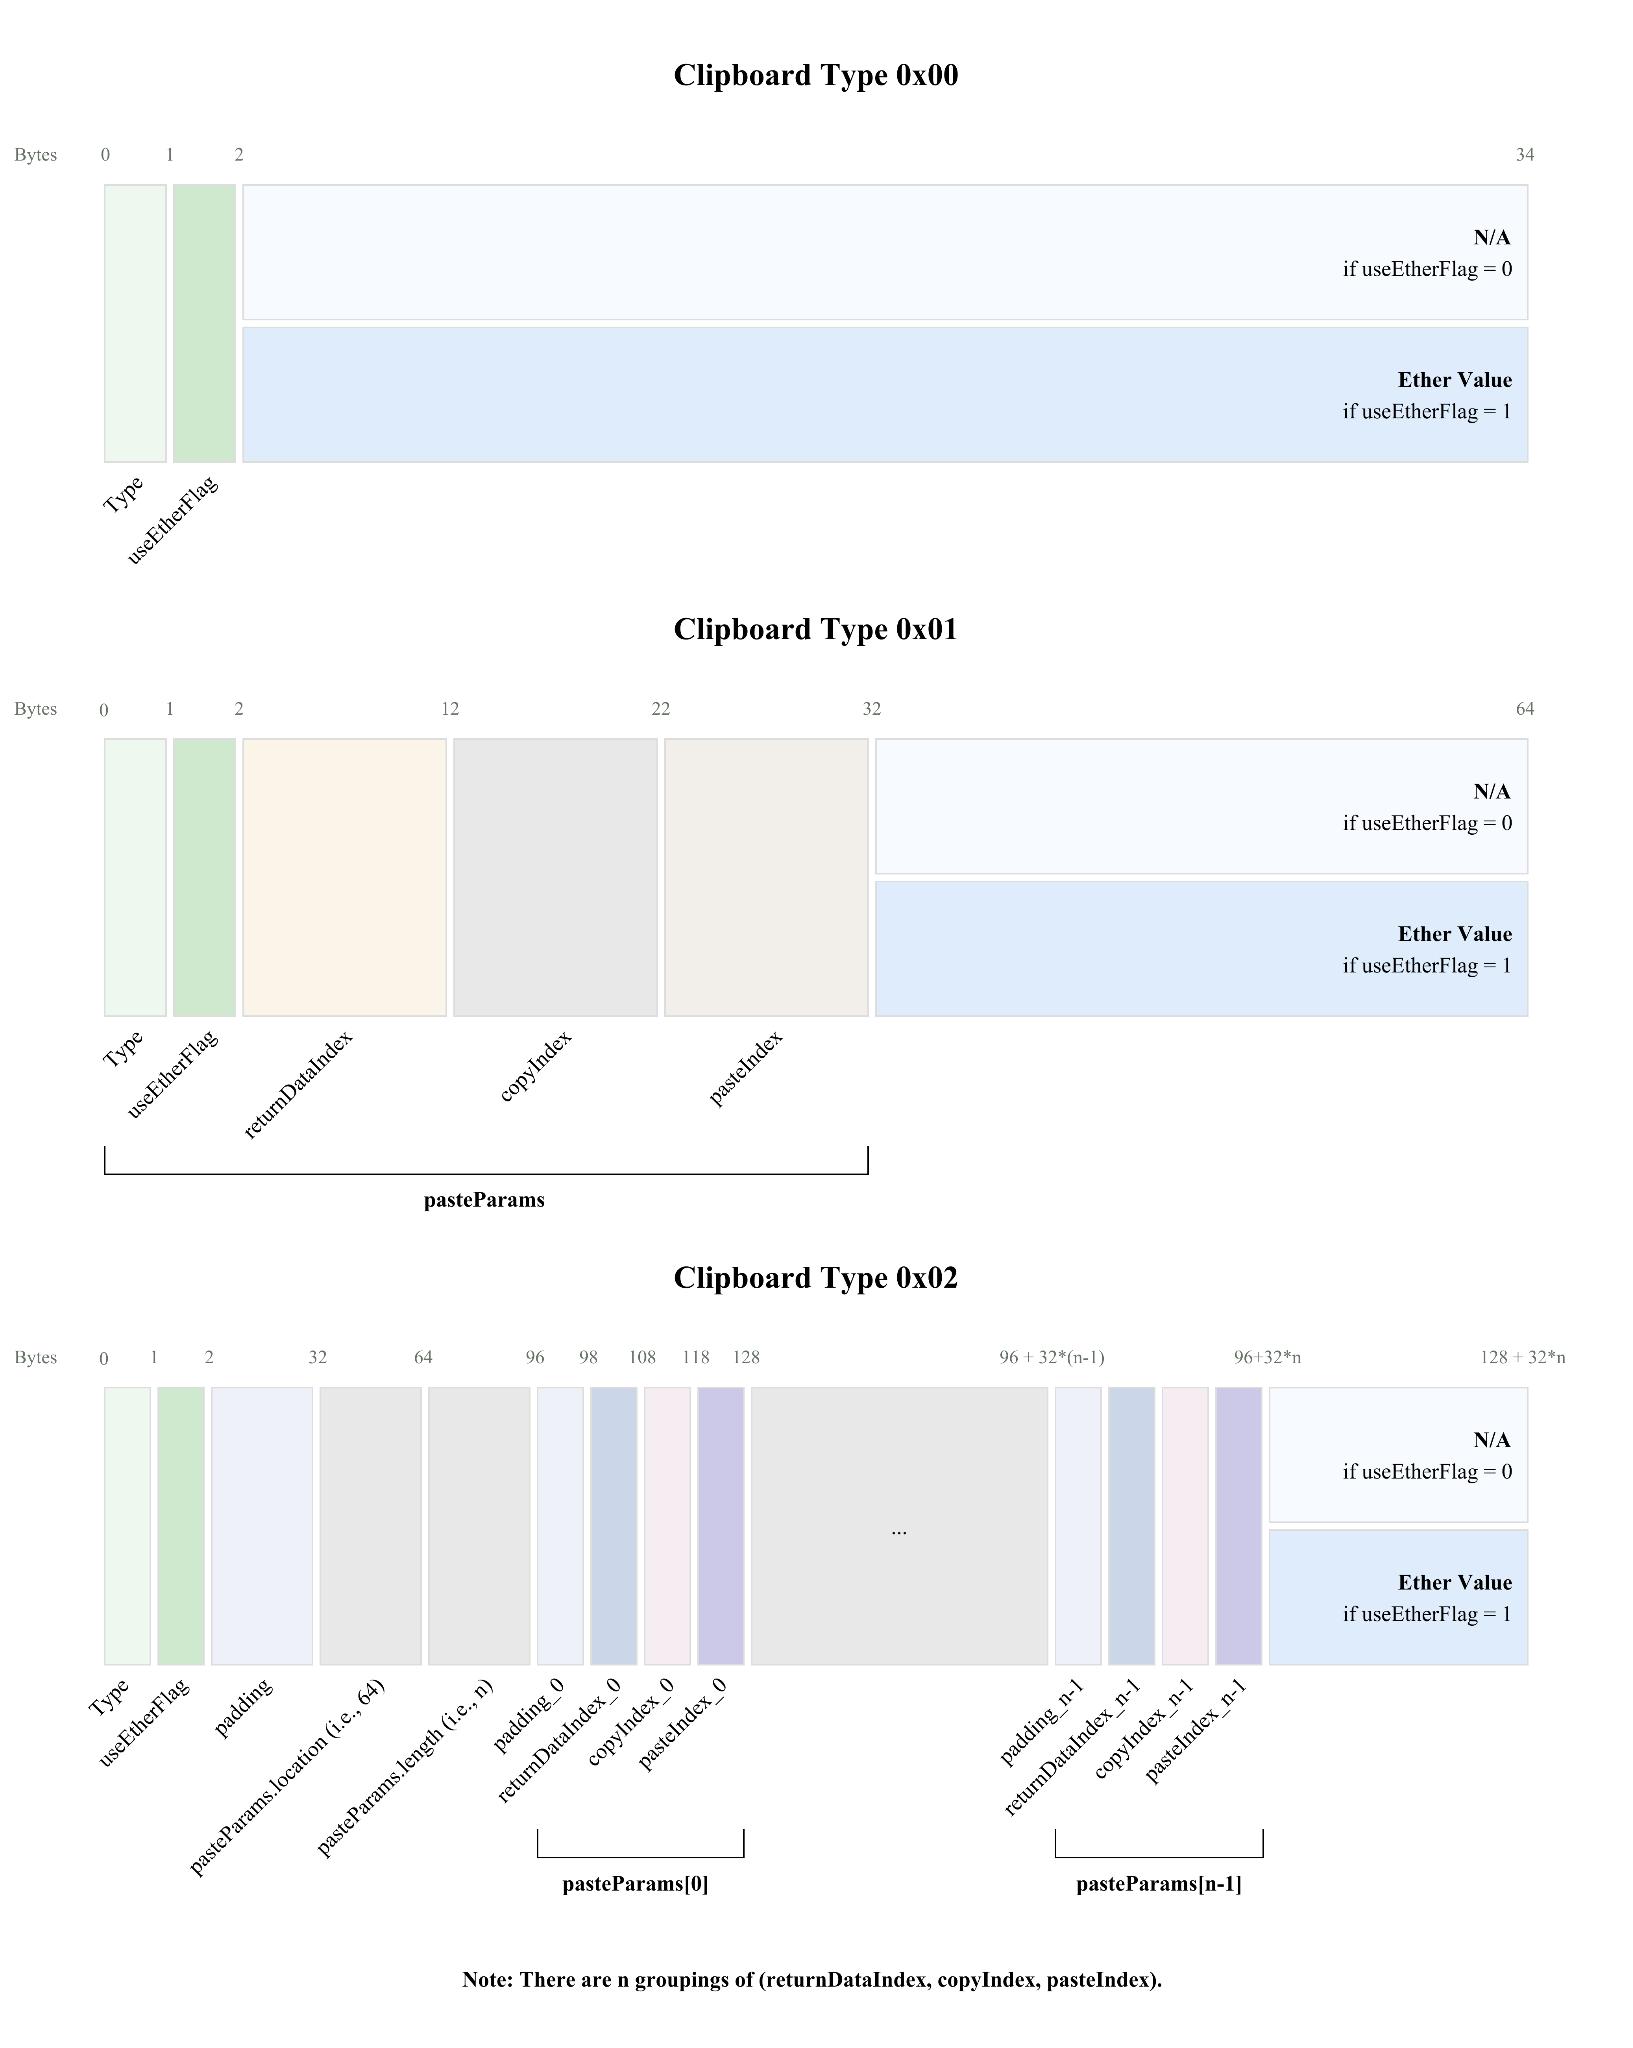 Clipboard Type 0x00
Bytes 0 1 2 34
N/A
if useEtherFlag = 0
Ether Value
if useEtherFlag = 1
Type
useEtherFlag
Clipboard Type 0x01
Bytes 0 1 2 12 22 32 64
N/A
if useEtherFlag = 0
Ether Value
if useEtherFlag = 1
Type
useEtherFlag
returnDataIndex
copyIndex
pasteIndex
pasteParams
Clipboard Type 0x02
Bytes 0 1 2 32 64 96 98 108 118 128 96 + 32*(n-1) 96+32*n 128 + 32*n
N/A
if useEtherFlag = 0
...
Ether Value
if useEtherFlag = 1
Type
useEtherFlag
padding
pasteParams.location (i.e., 64)
pasteParams.length (i.e., n)
padding_0
returnDataIndex_0
copyIndex_0
pasteIndex_0
padding_n-1
returnDataIndex_n-1
copyIndex_n-1
pasteIndex_n-1
pasteParams[0]
pasteParams[n-1]
Note: There are n groupings of (returnDataIndex, copyIndex, pasteIndex).